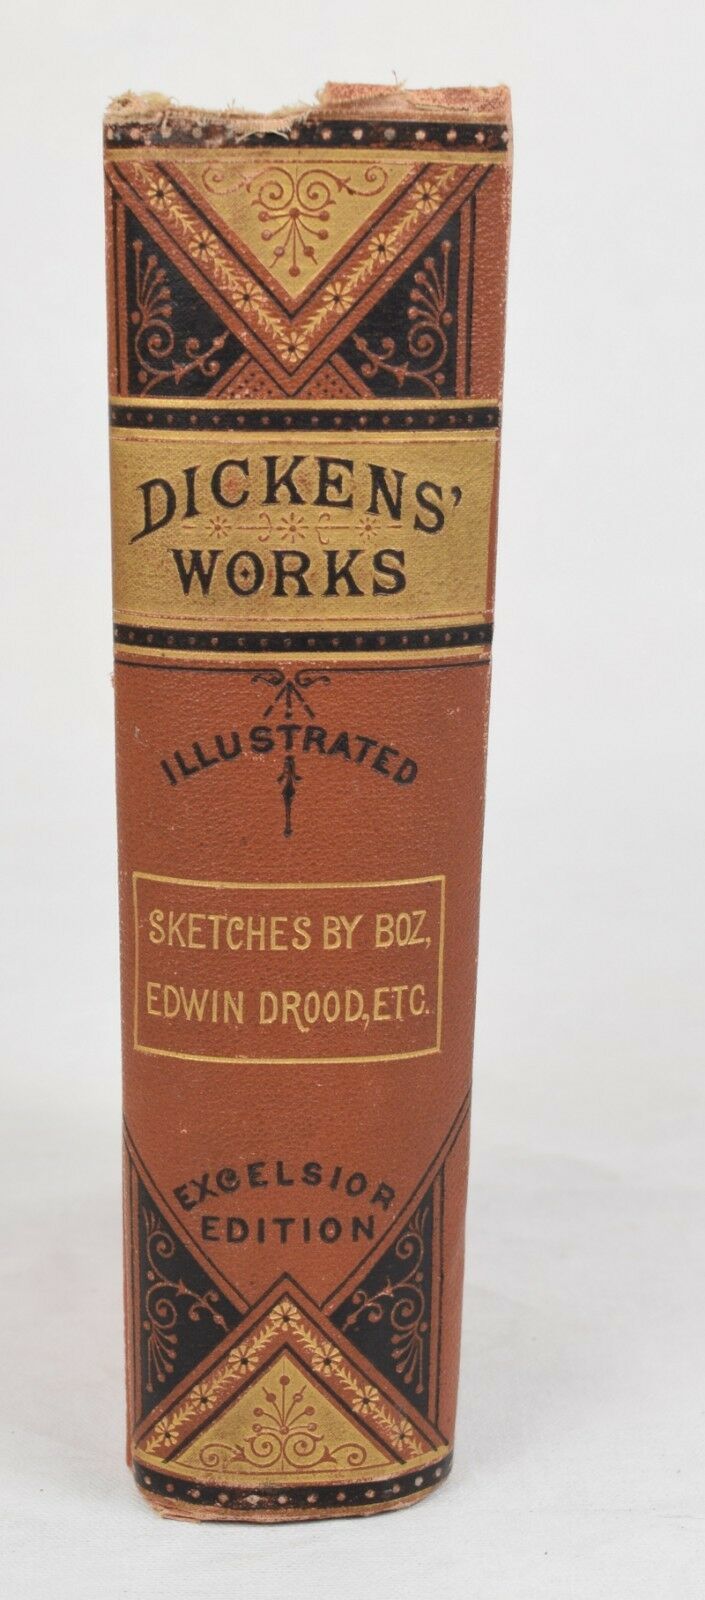 DICKENS'
WORKS
ILLUSTRATED
SKETCHES BY BOZ,
EDWIN DROOD, ETC.
EXCELSIOR
EDITION